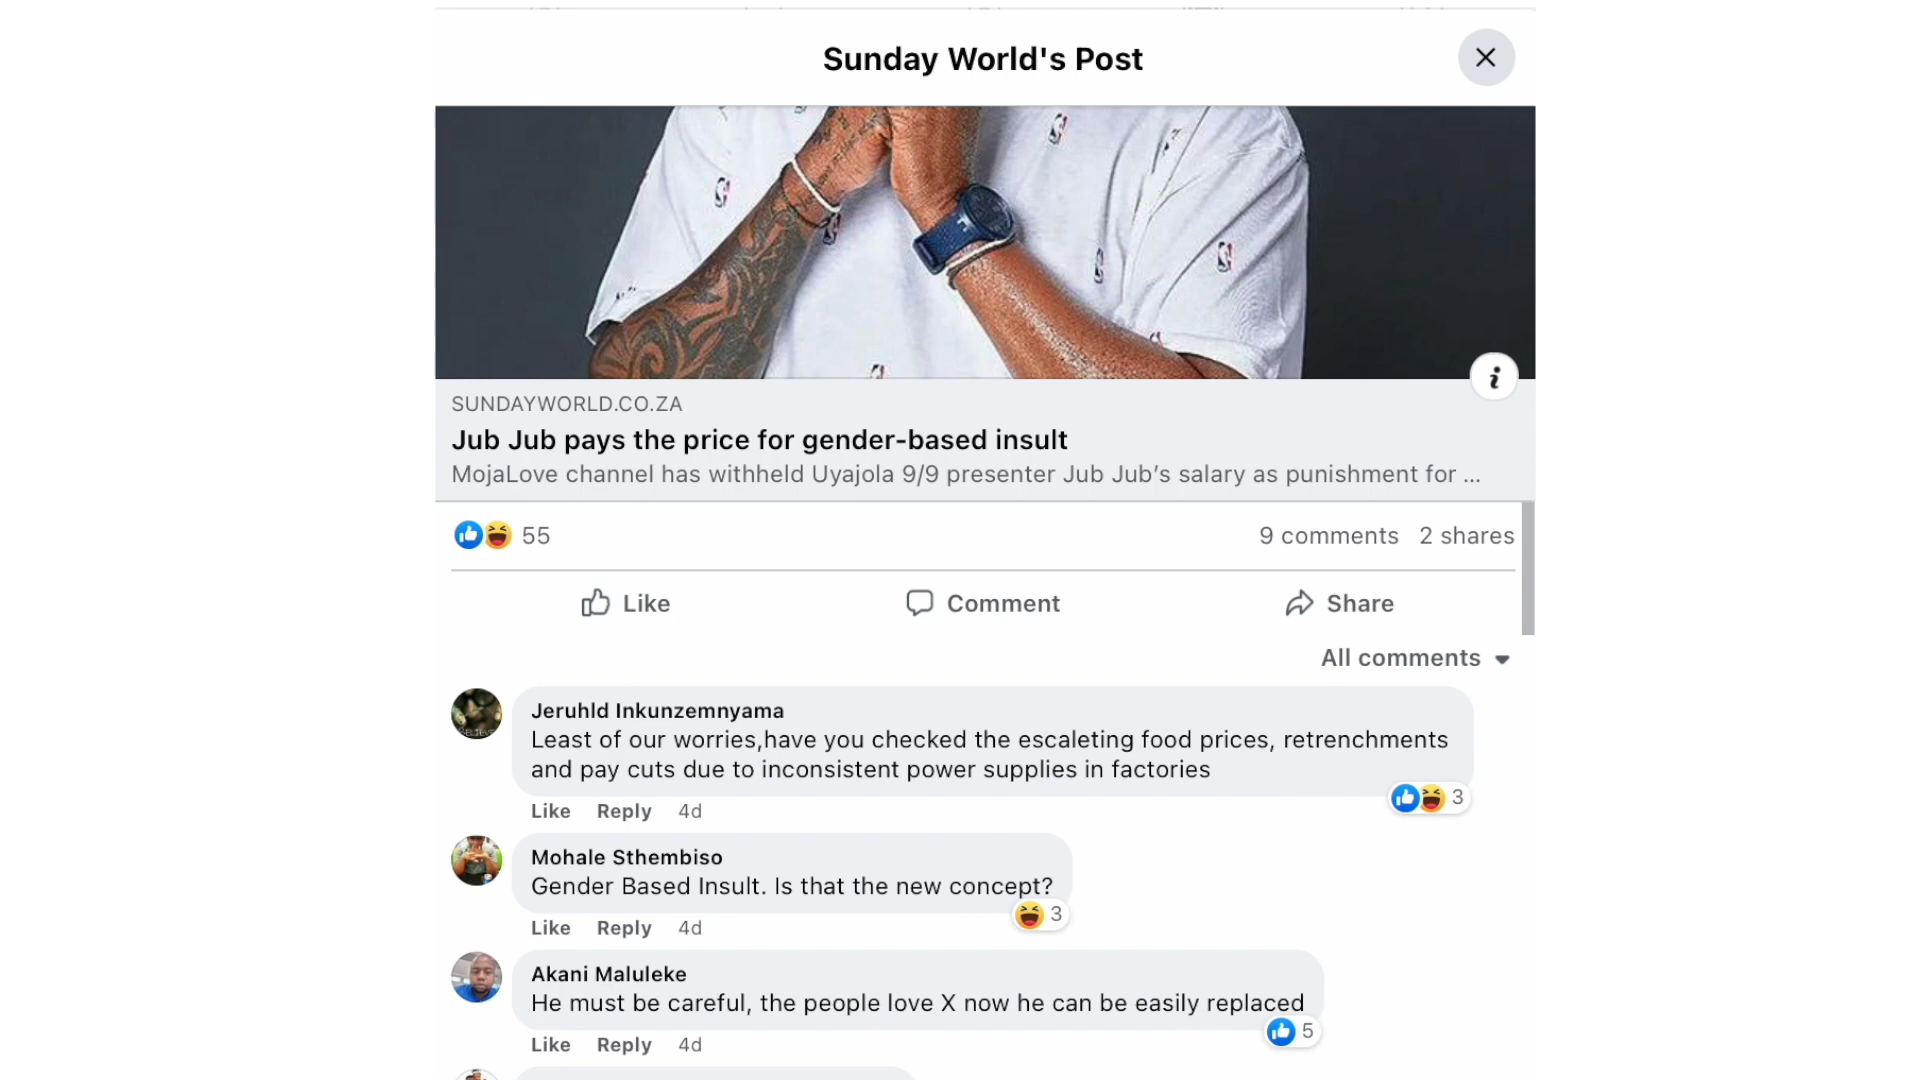 Sunday World's Post
SUNDAYWORLD.CO.ZA
Jub Jub pays the price for gender-based insult
MojaLove channel has withheld Uyajola 9/9 presenter Jub Jub’s salary as punishment for ...
55
9 comments 2 shares
Like Comment Share
All comments
Jeruhld Inkunzemnyama
Least of our worries,have you checked the escaleting food prices, retrenchments
and pay cuts due to inconsistent power supplies in factories
3
Like Reply 4d
Mohale Sthembiso
Gender Based Insult. Is that the new concept?
3
Like Reply 4d
Akani Maluleke
He must be careful, the people love X now he can be easily replaced
5
Like Reply 4d